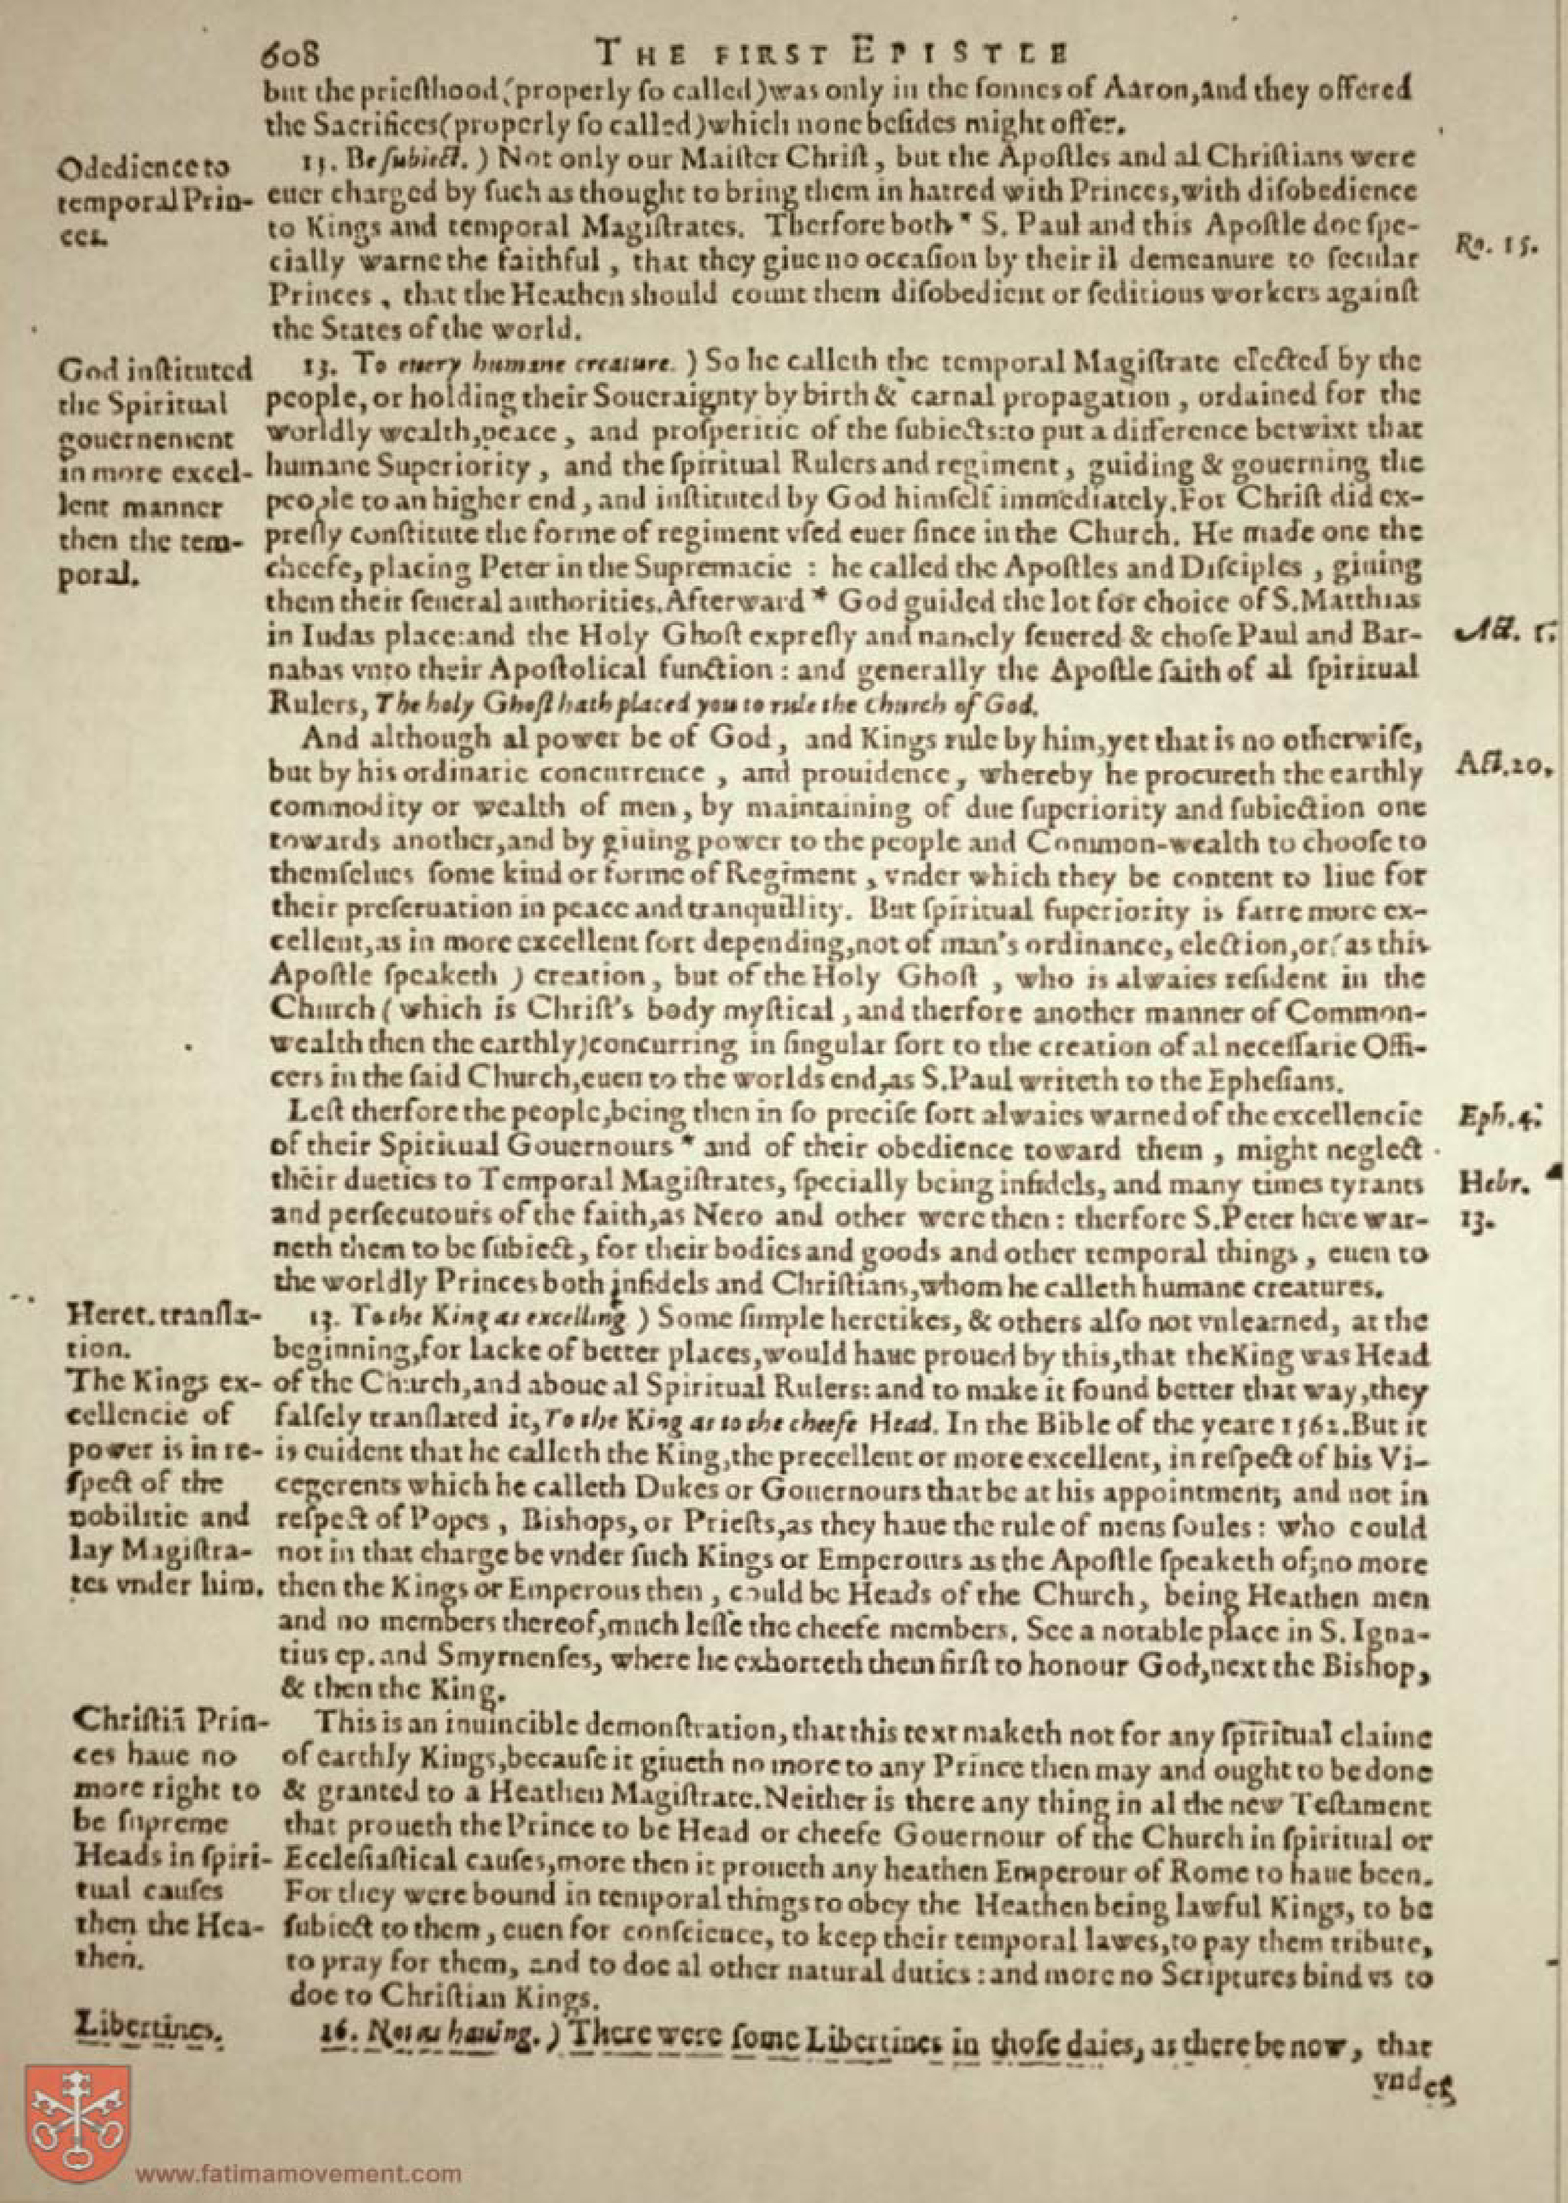 608 THE FIRST EPISTLE
but the priesthood (properly so called) was only in the sonnes of Aaron, and they offered
the Sacrifices (properly so called) which none besides might offer.
Odedience to
temporal Prin-
ces.
13. Be subiect. ) Not only our Maister Christ, but the Apostles and al Christians were
euer charged by such as thought to bring them in hatred with Princes, with disobedience
to Kings and temporal Magistrates. Therfore both * S. Paul and this Apostle doe spe-
cially warne the faithful, that they giue no occasion by their il demeanure to secular
Princes, that the Heathen should count them disobedient or seditious workers against
the States of the world.
Ro. 15.
God instituted
the Spiritual
gouernement
in more excel-
lent manner
then the tem-
poral.
13. To euery humane creature. ) So he calleth the temporal Magistrate elected by the
people, or holding their Soueraignty by birth & carnal propagation, ordained for the
worldly wealth, peace, and prosperitie of the subiects: to put a difference betwixt that
humane Superiority, and the spiritual Rulers and regiment, guiding & gouerning the
people to an higher end, and instituted by God himself immediately. For Christ did ex-
presly constitute the forme of regiment vsed euer since in the Church. He made one the
cheefe, placing Peter in the Supremacie : he called the Apostles and Disciples, giuing
them their seueral authorities. Afterward * God guided the lot for choice of S. Matthias
in Iudas place: and the Holy Ghost expresly and namely seuered & chose Paul and Bar-
nabas vnto their Apostolical function : and generally the Apostle saith of al spiritual
Rulers, The holy Ghost hath placed you to rule the church of God.
Act. 1.
And although al power be of God, and Kings rule by him, yet that is no otherwise,
but by his ordinarie concurrence, and prouidence, whereby he procureth the earthly
commodity or wealth of men, by maintaining of due superiority and subiection one
towards another, and by giuing power to the people and Common-wealth to choose to
themselues some kind or forme of Regiment, vnder which they be content to liue for
their preseruation in peace and tranquillity. But spiritual superiority is farre more ex-
cellent, as in more excellent sort depending, not of man's ordinance, election, or (as this
Apostle speaketh ) creation, but of the Holy Ghost, who is alwaies resident in the
Church ( which is Christ's body mystical, and therfore another manner of Common-
wealth then the earthly) concurring in singular sort to the creation of al necessarie Offi-
cers in the said Church, euen to the worlds end, as S. Paul writeth to the Ephesians.
Act. 20.
Lest therfore the people, being then in so precise sort alwaies warned of the excellencie
of their Spiritual Gouernours * and of their obedience toward them, might neglect
their dueties to Temporal Magistrates, specially being infidels, and many times tyrants
and persecutours of the faith, as Nero and other were then : therfore S. Peter here war-
neth them to be subiect, for their bodies and goods and other temporal things, euen to
the worldly Princes both infidels and Christians, whom he calleth humane creatures.
Eph. 4.
Hebr.
13.
Heret. transla-
tion.
The Kings ex-
cellencie of
power is in re-
spect of the
nobilitie and
lay Magistra-
tes vnder him.
13. To the King as excelling ) Some simple heretikes, & others also not vnlearned, at the
beginning, for lacke of better places, would haue proued by this, that the King was Head
of the Church, and aboue al Spiritual Rulers: and to make it found better that way, they
falsely translated it, To the King as to the cheefe Head. In the Bible of the yeare 1562. But it
is euident that he calleth the King, the precellent or more excellent, in respect of his Vi-
cegerents which he calleth Dukes or Gouernours that be at his appointment; and not in
respect of Popes, Bishops, or Priests, as they haue the rule of mens soules : who could
not in that charge be vnder such Kings or Emperours as the Apostle speaketh of; no more
then the Kings or Emperous then, could be Heads of the Church, being Heathen men
and no members thereof, much lesse the cheefe members. See a notable place in S. Igna-
tius ep. and Smyrnenses, where he exhorteth them first to honour God, next the Bishop,
& then the King.
Christiã Prin-
ces haue no
more right to
be supreme
Heads in spiri-
tual causes
then the Hea-
then.
This is an inuincible demonstration, that this text maketh not for any spiritual claime
of earthly Kings, because it giueth no more to any Prince then may and ought to be done
& granted to a Heathen Magistrate. Neither is there any thing in al the new Testament
that proueth the Prince to be Head or cheefe Gouernour of the Church in spiritual or
Ecclesiastical causes, more then it proueth any heathen Emperour of Rome to haue been.
For they were bound in temporal things to obey the Heathen being lawful Kings, to be
subiect to them, euen for conscience, to keep their temporal lawes, to pay them tribute,
to pray for them, and to doe al other natural duties : and more no Scriptures bind vs to
doe to Christian Kings.
Libertines.
16. Not as hauing. ) There were some Libertines in those daies, as there be now, that
vnder
www.fatimamovement.com